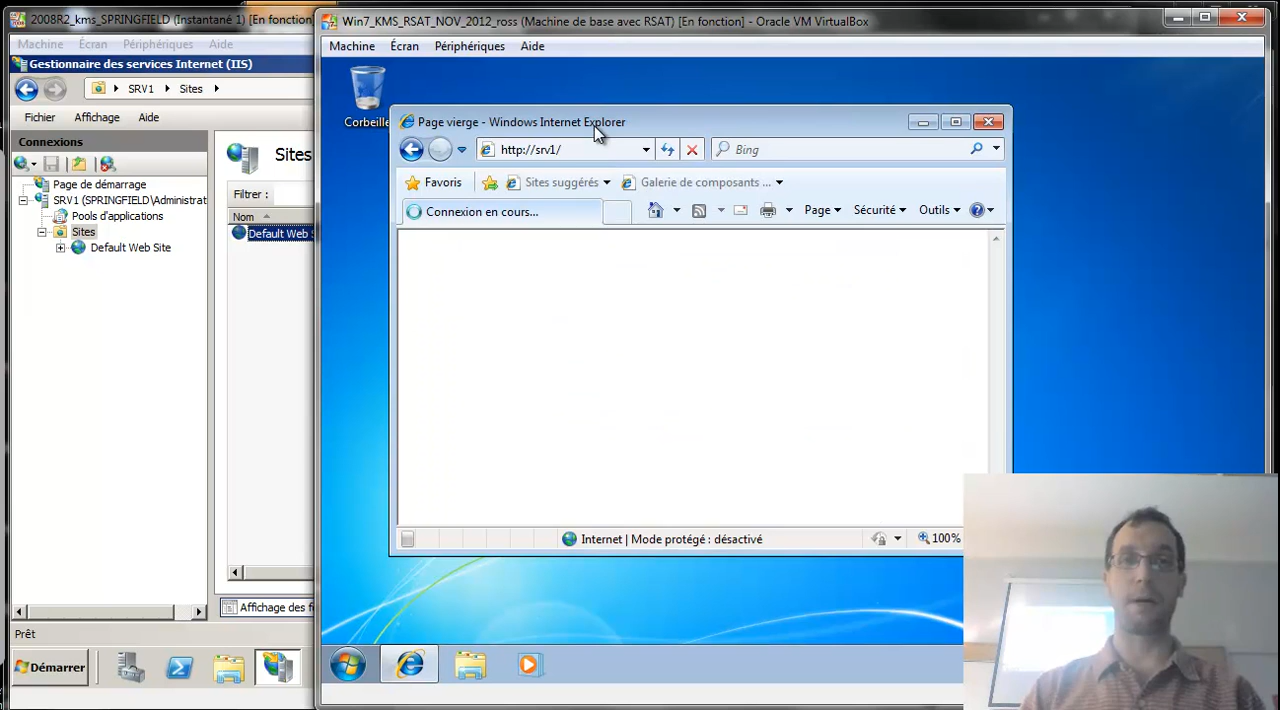 2008R2_kms_SPRINGFIELD (Instantané 1) [En fonction]
Machine Écran Périphériques Aide
Gestionnaire des services Internet (IIS)
SRV1 Sites
Fichier Affichage Aide
Connexions
Page de démarrage
SRV1 (SPRINGFIELD\Administrat
Pools d'applications
Sites
Default Web Site
Sites
Filtrer :
Nom
Default Web S
Affichage des f
Prêt
Démarrer
Win7_KMS_RSAT_NOV_2012_ross (Machine de base avec RSAT) [En fonction] - Oracle VM VirtualBox
Machine Écran Périphériques Aide
Corbeille
Page vierge - Windows Internet Explorer
http://srv1/
Bing
Favoris Sites suggérés Galerie de composants ...
Connexion en cours...
Page Sécurité Outils
Internet | Mode protégé : désactivé
100%